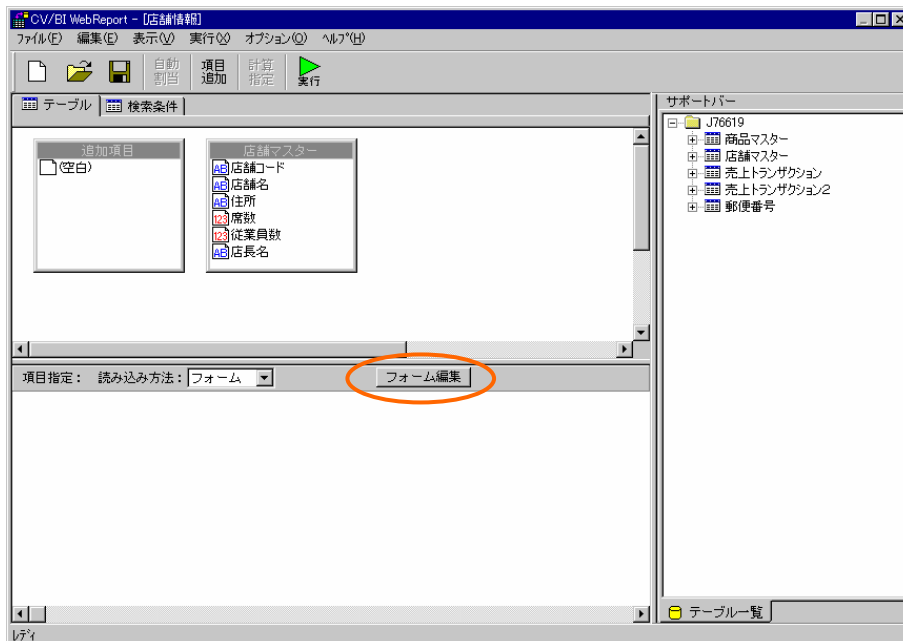 CV/BI WebReport - [店舗情報]
ファイル(F) 編集(E) 表示(V) 実行(X) オプション(O) ヘルプ(H)
自動割当 項目追加 計算指定 実行
テーブル 検索条件
追加項目
(空白)
店舗マスター
AB 店舗コード
AB 店舗名
AB 住所
123 席数
123 従業員数
AB 店長名
項目指定: 読み込み方法: フォーム フォーム編集
サポートバー
J76619
商品マスター
店舗マスター
売上トランザクション
売上トランザクション2
郵便番号
テーブル一覧
レディ